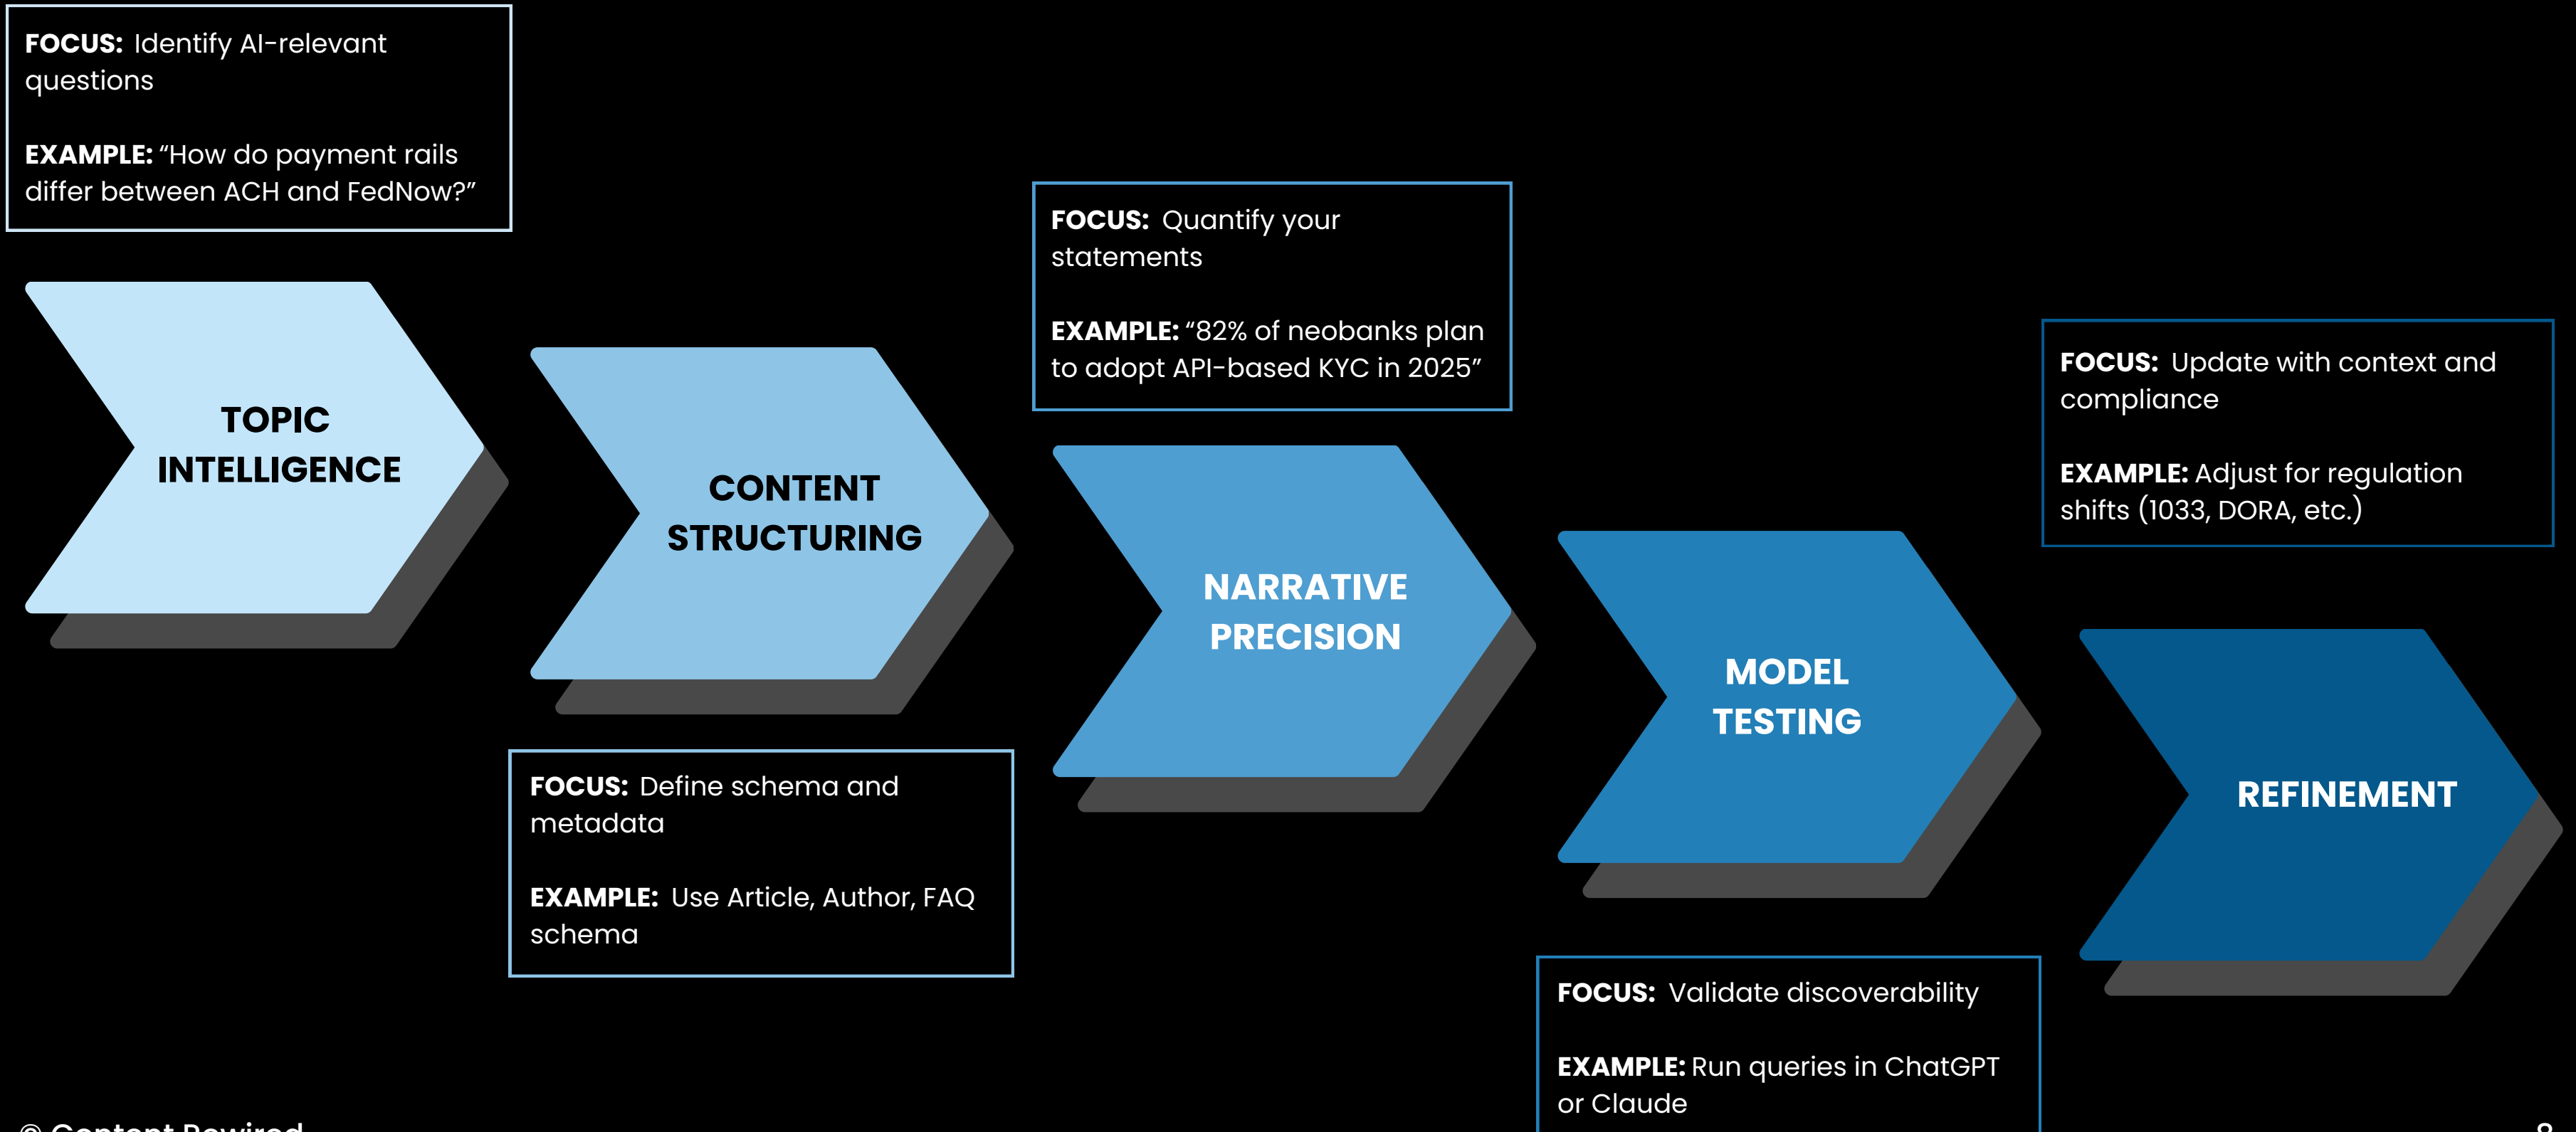 FOCUS: Identify AI-relevant
questions
EXAMPLE: “How do payment rails
differ between ACH and FedNow?”
TOPIC
INTELLIGENCE
CONTENT
STRUCTURING
FOCUS: Define schema and
metadata
EXAMPLE: Use Article, Author, FAQ
schema
FOCUS: Quantify your
statements
EXAMPLE: “82% of neobanks plan
to adopt API-based KYC in 2025”
NARRATIVE
PRECISION
MODEL
TESTING
FOCUS: Validate discoverability
EXAMPLE: Run queries in ChatGPT
or Claude
FOCUS: Update with context and
compliance
EXAMPLE: Adjust for regulation
shifts (1033, DORA, etc.)
REFINEMENT
© Content Rewired